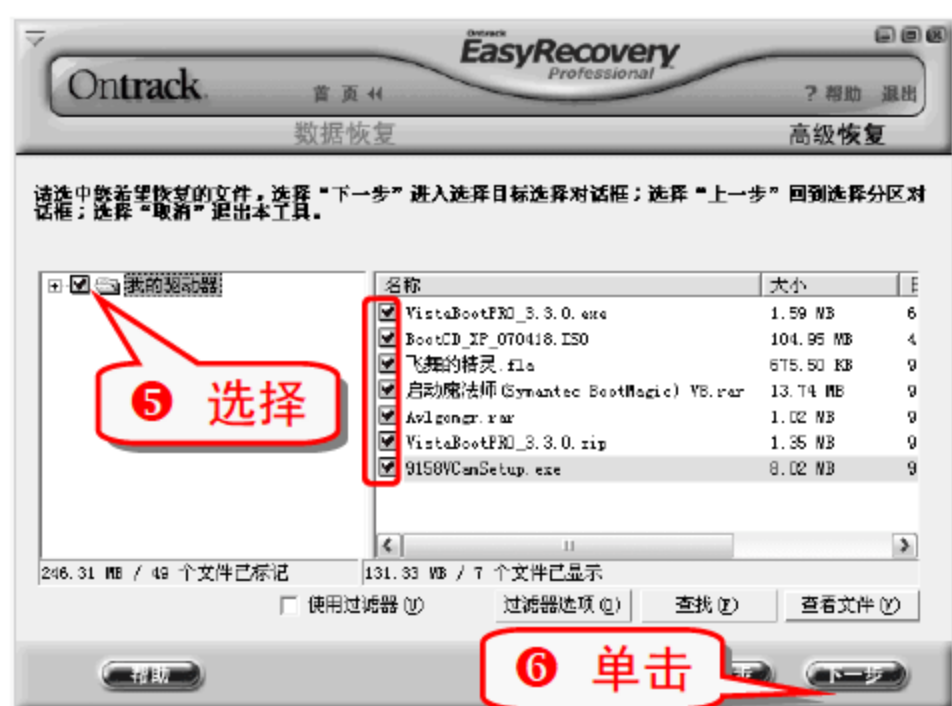 Ontrack
EasyRecovery
Professional
Ontrack.
首页
? 帮助 退出
数据恢复
高级恢复
请选中您希望恢复的文件，选择“下一步”进入选择目标选择对话框；选择“上一步”回到选择分区对
话框；选择“取消”退出本工具。
我的驱动器
名称 大小
VistaBootPRO_3.3.0.exe 1.59 MB 6
BootCD_XP_070418.ISO 104.95 MB 4
飞舞的精灵.fla 675.50 KB 9
启动魔法师(Symantec BootMagic) V8.rar 13.74 MB 9
Avlgongr.rar 1.02 MB 9
VistaBootPRO_3.3.0.zip 1.35 MB 9
9158VCamSetup.exe 8.02 MB 9
❺ 选择
246.31 MB / 49 个文件已标记
131.33 MB / 7 个文件已显示
使用过滤器(U) 过滤器选项(O) 查找(F) 查看文件(V)
❻ 单击
帮助 下一步